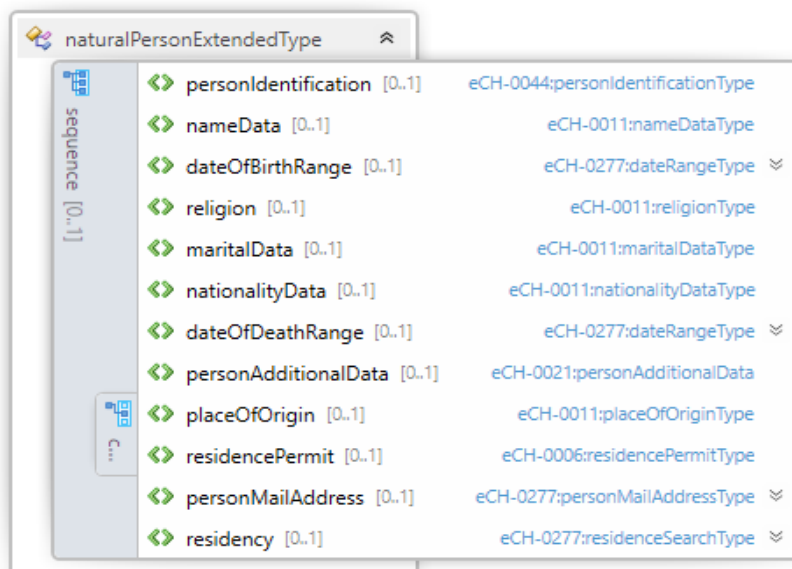 naturalPersonExtendedType
sequence [0..1]
personIdentification [0..1] eCH-0044:personIdentificationType
nameData [0..1] eCH-0011:nameDataType
dateOfBirthRange [0..1] eCH-0277:dateRangeType
religion [0..1] eCH-0011:religionType
maritalData [0..1] eCH-0011:maritalDataType
nationalityData [0..1] eCH-0011:nationalityDataType
dateOfDeathRange [0..1] eCH-0277:dateRangeType
personAdditionalData [0..1] eCH-0021:personAdditionalData
C...
placeOfOrigin [0..1] eCH-0011:placeOfOriginType
residencePermit [0..1] eCH-0006:residencePermitType
personMailAddress [0..1] eCH-0277:personMailAddressType
residency [0..1] eCH-0277:residenceSearchType